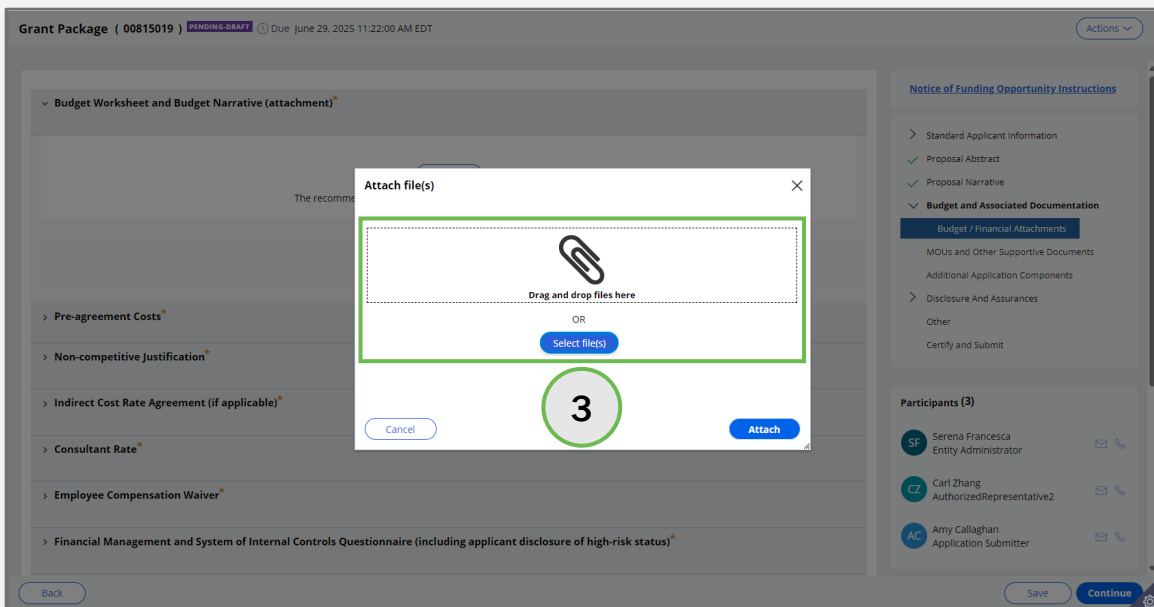 Grant Package ( 00815019 ) PENDING-DRAFT Due June 29, 2025 11:22:00 AM EDT
Actions
Budget Worksheet and Budget Narrative (attachment)*
The recomme
Attach file(s)
Drag and drop files here
OR
Select file(s)
3
Cancel
Attach
Pre-agreement Costs*
Non-competitive Justification*
Indirect Cost Rate Agreement (if applicable)*
Consultant Rate*
Employee Compensation Waiver*
Financial Management and System of Internal Controls Questionnaire (including applicant disclosure of high-risk status)*
Notice of Funding Opportunity Instructions
Standard Applicant Information
Proposal Abstract
Proposal Narrative
Budget and Associated Documentation
Budget / Financial Attachments
MOUs and Other Supportive Documents
Additional Application Components
Disclosure And Assurances
Other
Certify and Submit
Participants (3)
SF Serena Francesca
Entity Administrator
CZ Carl Zhang
AuthorizedRepresentative2
AC Amy Callaghan
Application Submitter
Back
Save
Continue